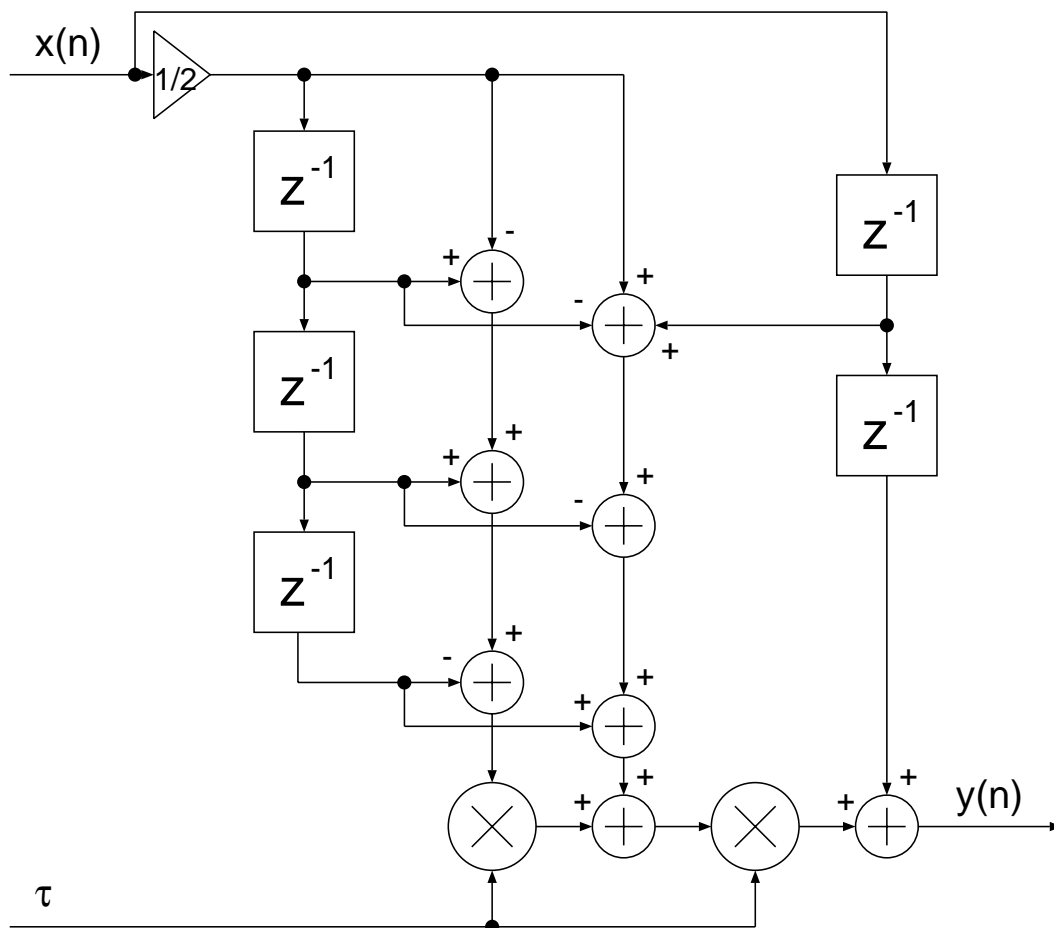 x(n)
1/2
z⁻¹
z⁻¹
-
+
+
-
+
+
z⁻¹
z⁻¹
+
+
+
-
z⁻¹
+
-
+
+
+
+
+
+
y(n)
τ